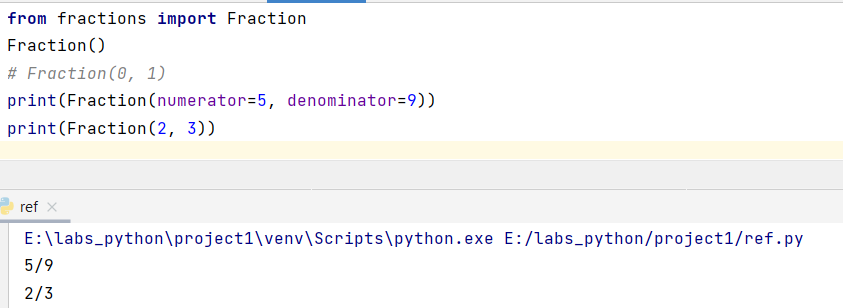 from fractions import Fraction
Fraction()
# Fraction(0, 1)
print(Fraction(numerator=5, denominator=9))
print(Fraction(2, 3))
ref
E:\labs_python\project1\venv\Scripts\python.exe E:/labs_python/project1/ref.py
5/9
2/3